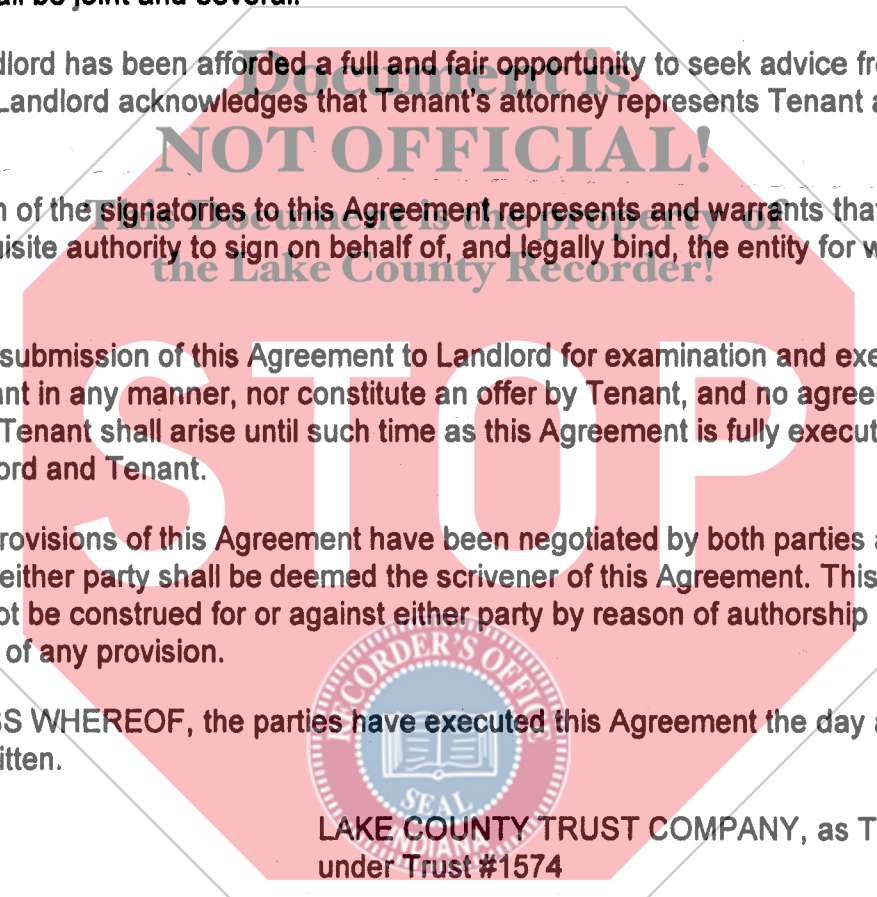 all be joint and several.
dlord has been afforded a full and fair opportunity to seek advice fr
Landlord acknowledges that Tenant's attorney represents Tenant a
Document is
NOT OFFICIAL!
This Document is the property of
the Lake County Recorder!
n of the signatories to this Agreement represents and warrants tha
uisite authority to sign on behalf of, and legally bind, the entity for w
submission of this Agreement to Landlord for examination and exe
ant in any manner, nor constitute an offer by Tenant, and no agree
Tenant shall arise until such time as this Agreement is fully execut
ord and Tenant.
STOP
rovisions of this Agreement have been negotiated by both parties a
either party shall be deemed the scrivener of this Agreement. This
ot be construed for or against either party by reason of authorship
of any provision.
SS WHEREOF, the parties have executed this Agreement the day a
itten.
RECORDER'S OFFICE
SEAL
INDIANA
LAKE COUNTY TRUST COMPANY, as T
under Trust #1574